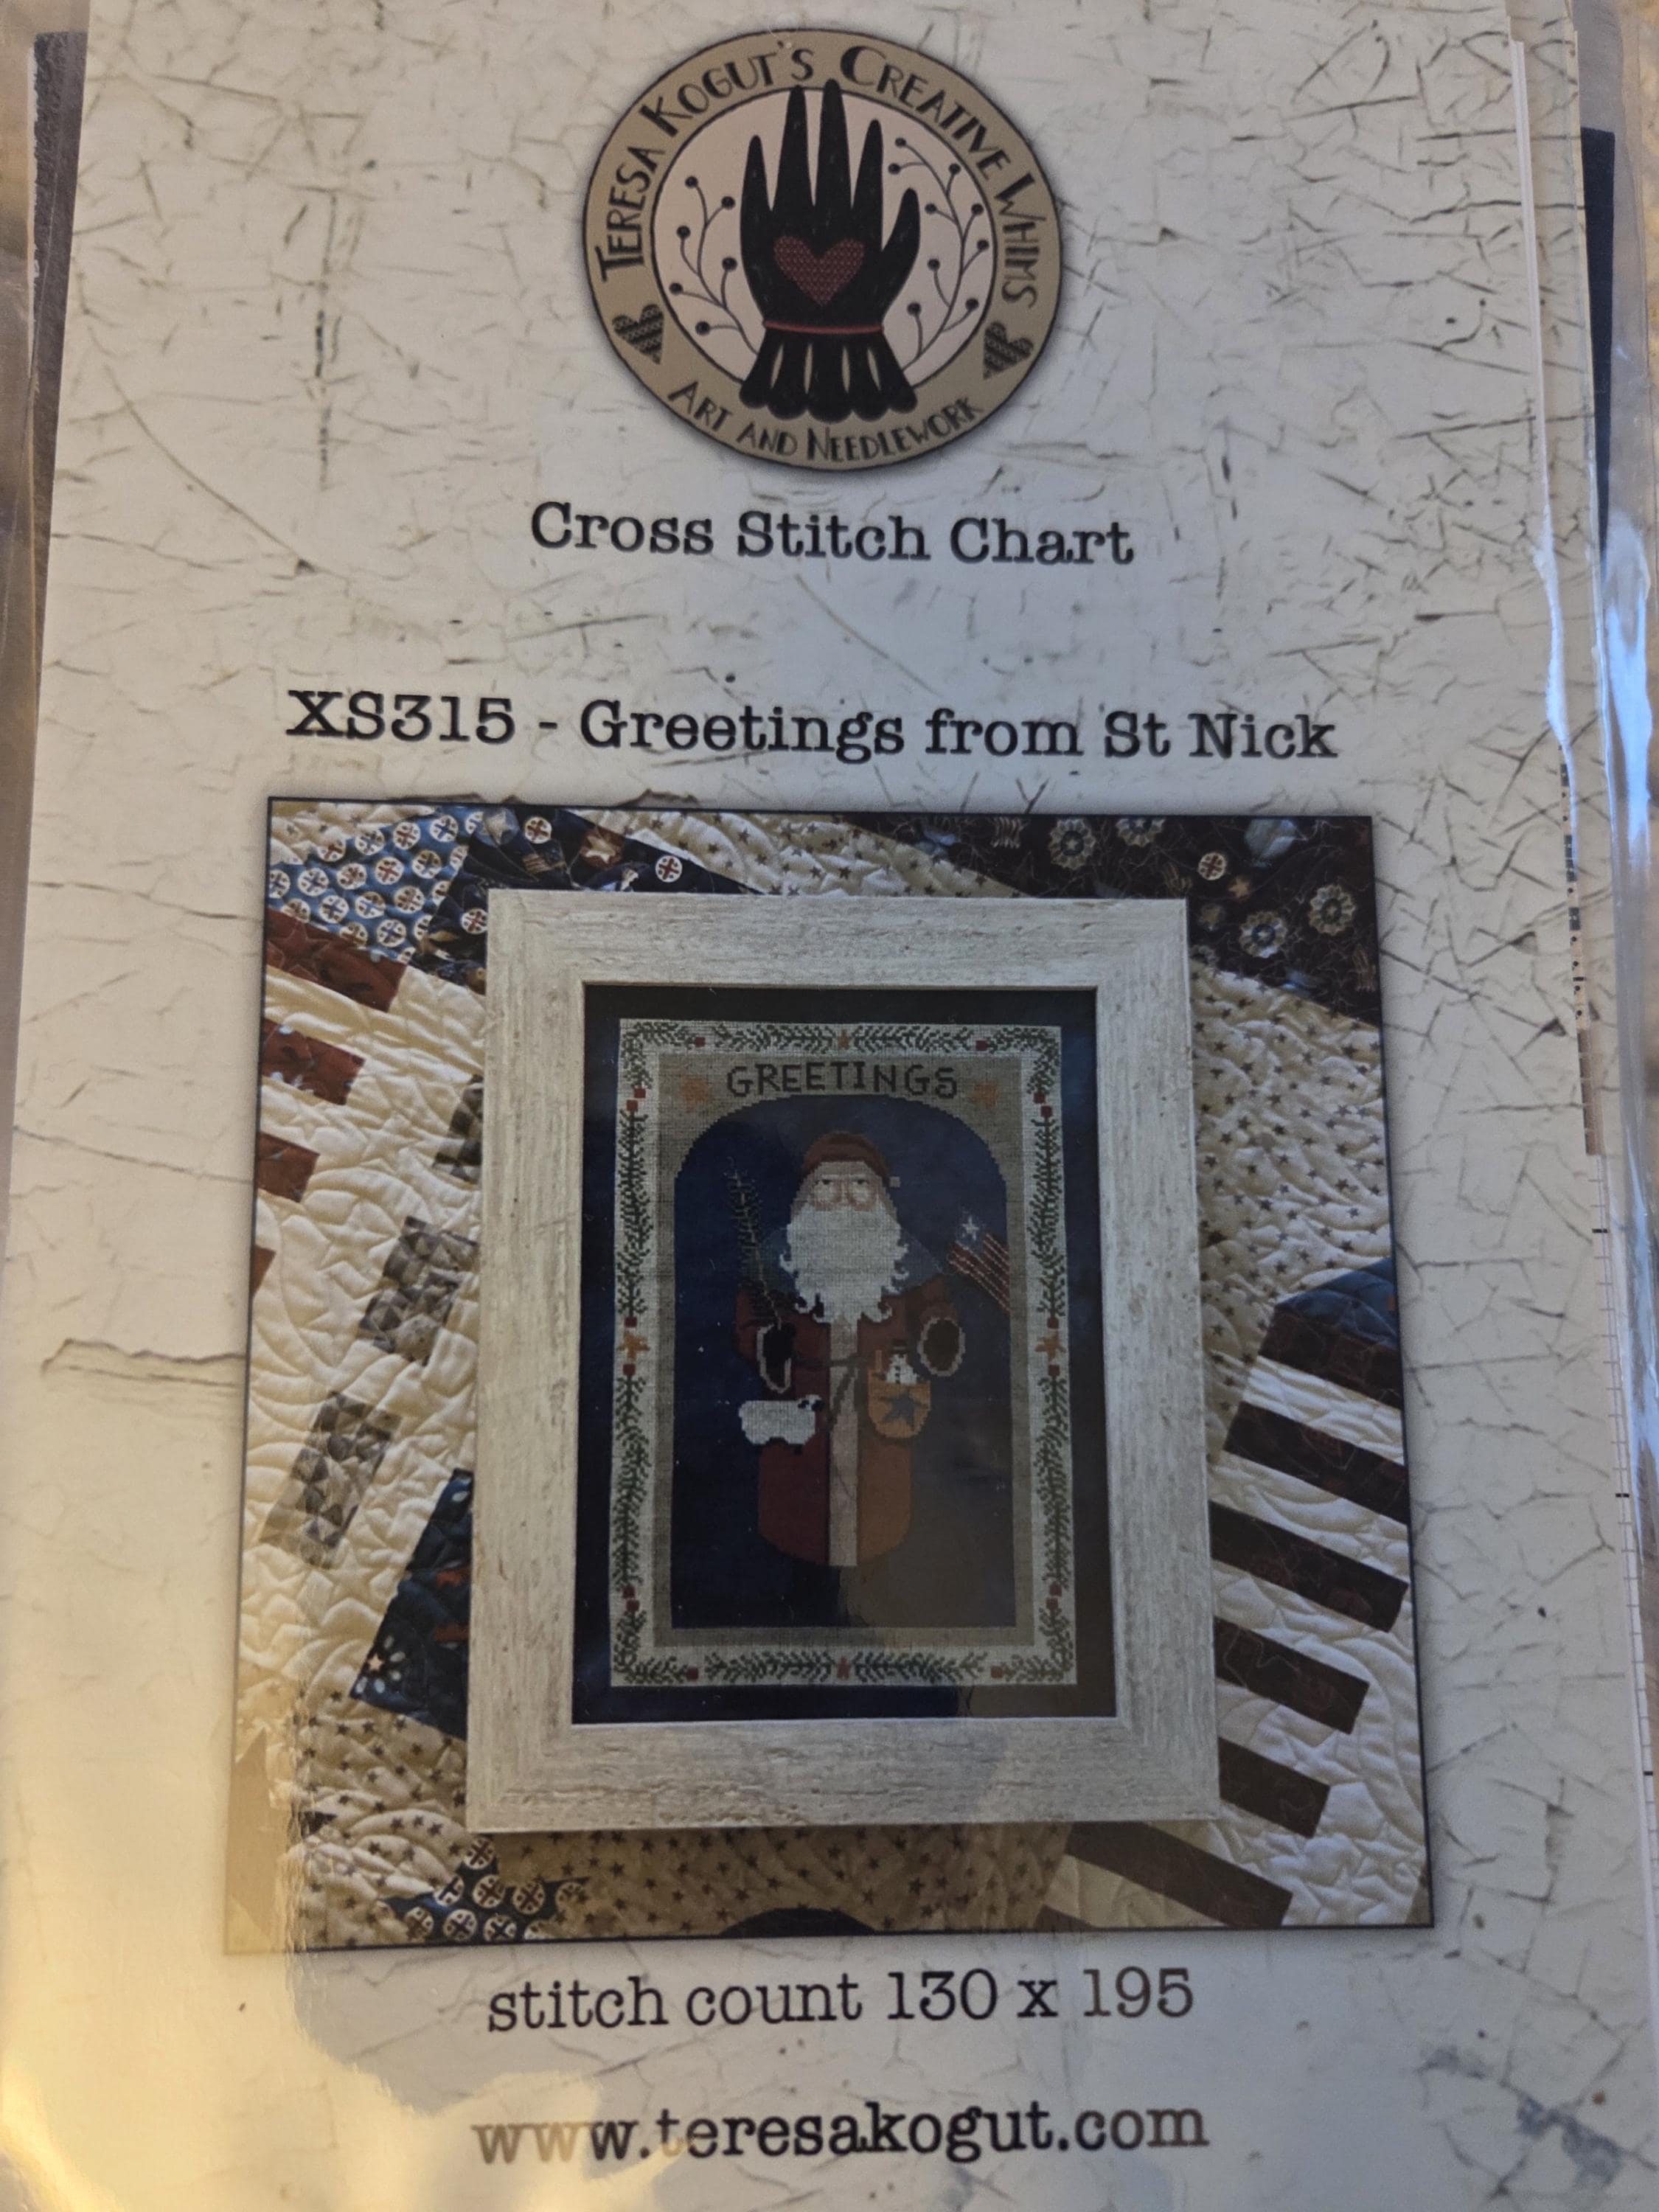 TERESA KOGUT'S CREATIVE WHIMS
ART AND NEEDLEWORK
Cross Stitch Chart
XS315 - Greetings from St Nick
GREETINGS
stitch count 130 x 195
www.teresakogut.com